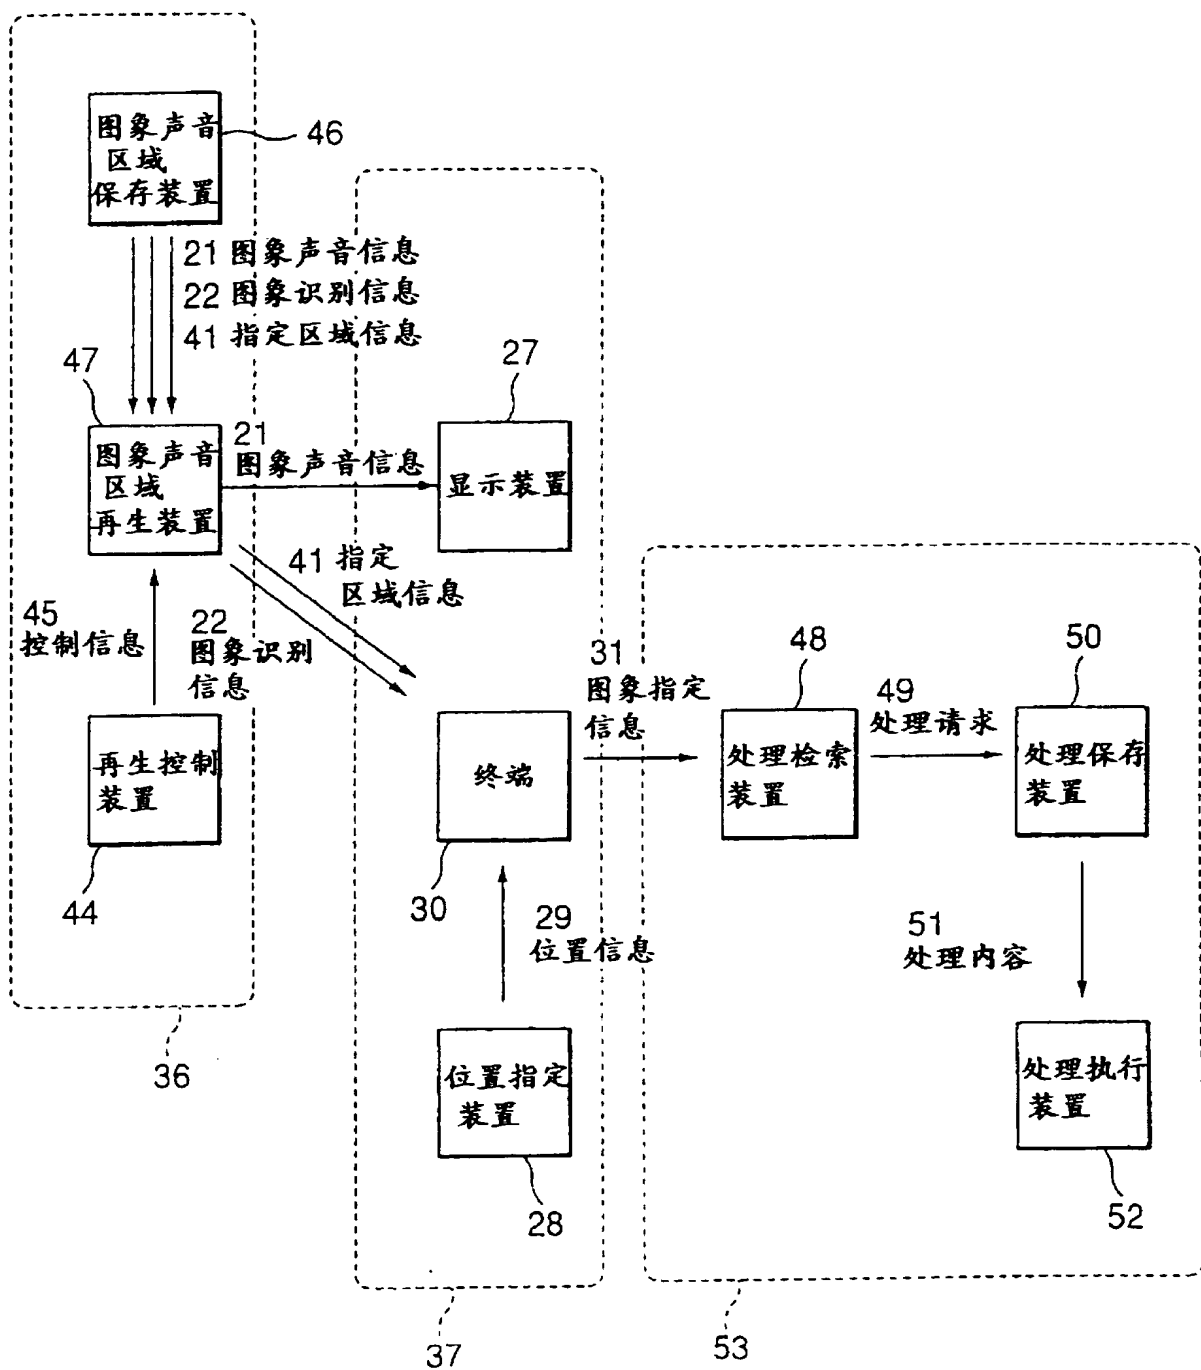 图象声音
区域
保存装置
46
21 图象声音信息
22 图象识别信息
41 指定区域信息
47
图象声音
区域
再生装置
21
图象声音信息
27
显示装置
41 指定
区域信息
45
控制信息
22
图象识别
信息
再生控制
装置
44
终端
30
31
图象指定
信息
48
处理检索
装置
49
处理请求
50
处理保存
装置
29
位置信息
51
处理内容
位置指定
装置
28
处理执行
装置
52
36
37
53